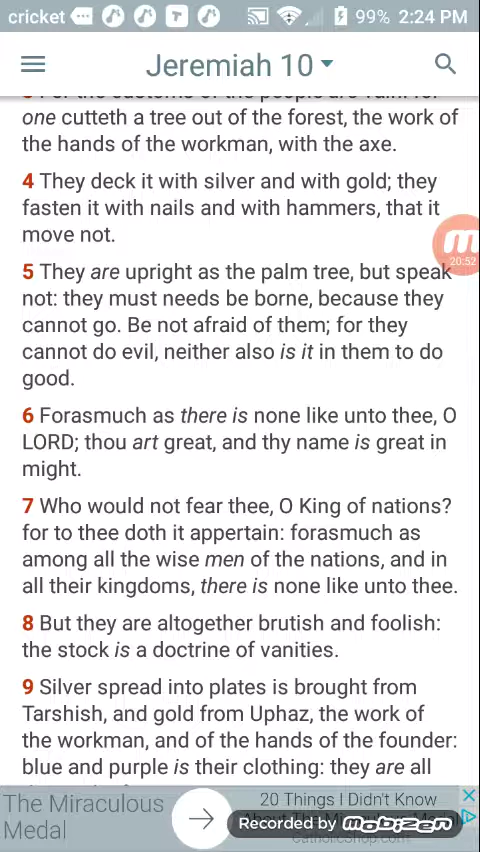 cricket 99% 2:24 PM
Jeremiah 10
one cutteth a tree out of the forest, the work of
the hands of the workman, with the axe.
4 They deck it with silver and with gold; they
fasten it with nails and with hammers, that it
move not.
20:52
5 They are upright as the palm tree, but speak
not: they must needs be borne, because they
cannot go. Be not afraid of them; for they
cannot do evil, neither also is it in them to do
good.
6 Forasmuch as there is none like unto thee, O
LORD; thou art great, and thy name is great in
might.
7 Who would not fear thee, O King of nations?
for to thee doth it appertain: forasmuch as
among all the wise men of the nations, and in
all their kingdoms, there is none like unto thee.
8 But they are altogether brutish and foolish:
the stock is a doctrine of vanities.
9 Silver spread into plates is brought from
Tarshish, and gold from Uphaz, the work of
the workman, and of the hands of the founder:
blue and purple is their clothing: they are all
The Miraculous
Medal
20 Things I Didn't Know
Recorded by mobizen